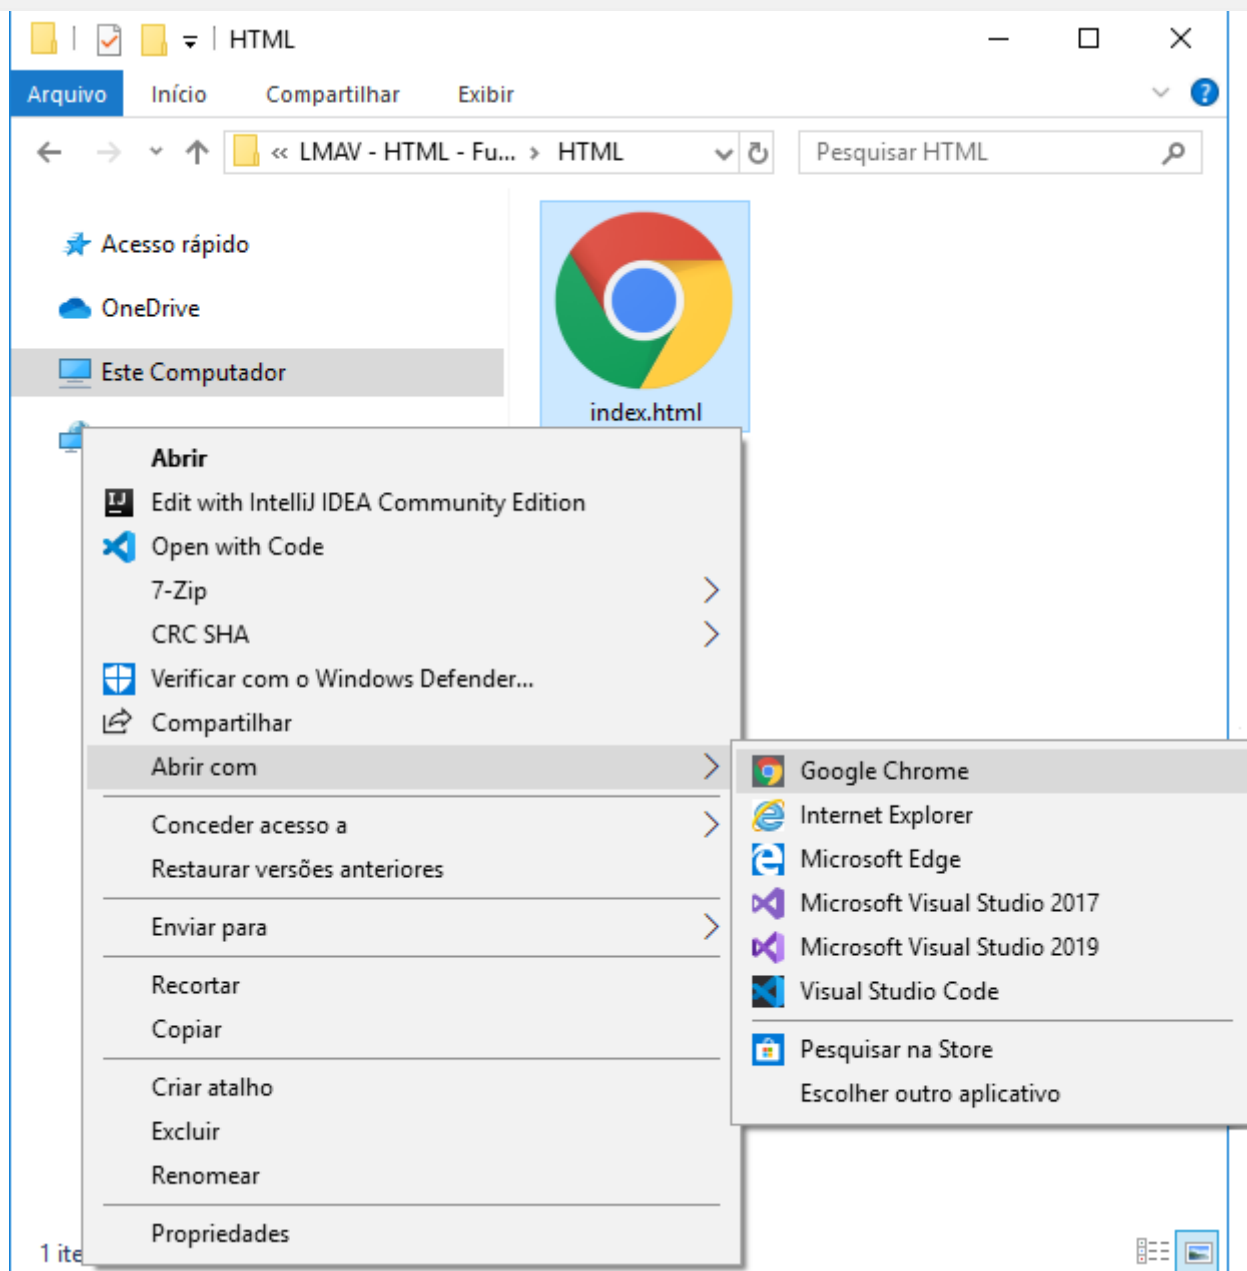 HTML
Arquivo Início Compartilhar Exibir
« LMAV - HTML - Fu... > HTML Pesquisar HTML
Acesso rápido
OneDrive
Este Computador
index.html
Abrir
IJ Edit with IntelliJ IDEA Community Edition
Open with Code
7-Zip
CRC SHA
Verificar com o Windows Defender...
Compartilhar
Abrir com
Conceder acesso a
Restaurar versões anteriores
Enviar para
Recortar
Copiar
Criar atalho
Excluir
Renomear
Propriedades
Google Chrome
Internet Explorer
Microsoft Edge
Microsoft Visual Studio 2017
Microsoft Visual Studio 2019
Visual Studio Code
Pesquisar na Store
Escolher outro aplicativo
1 ite